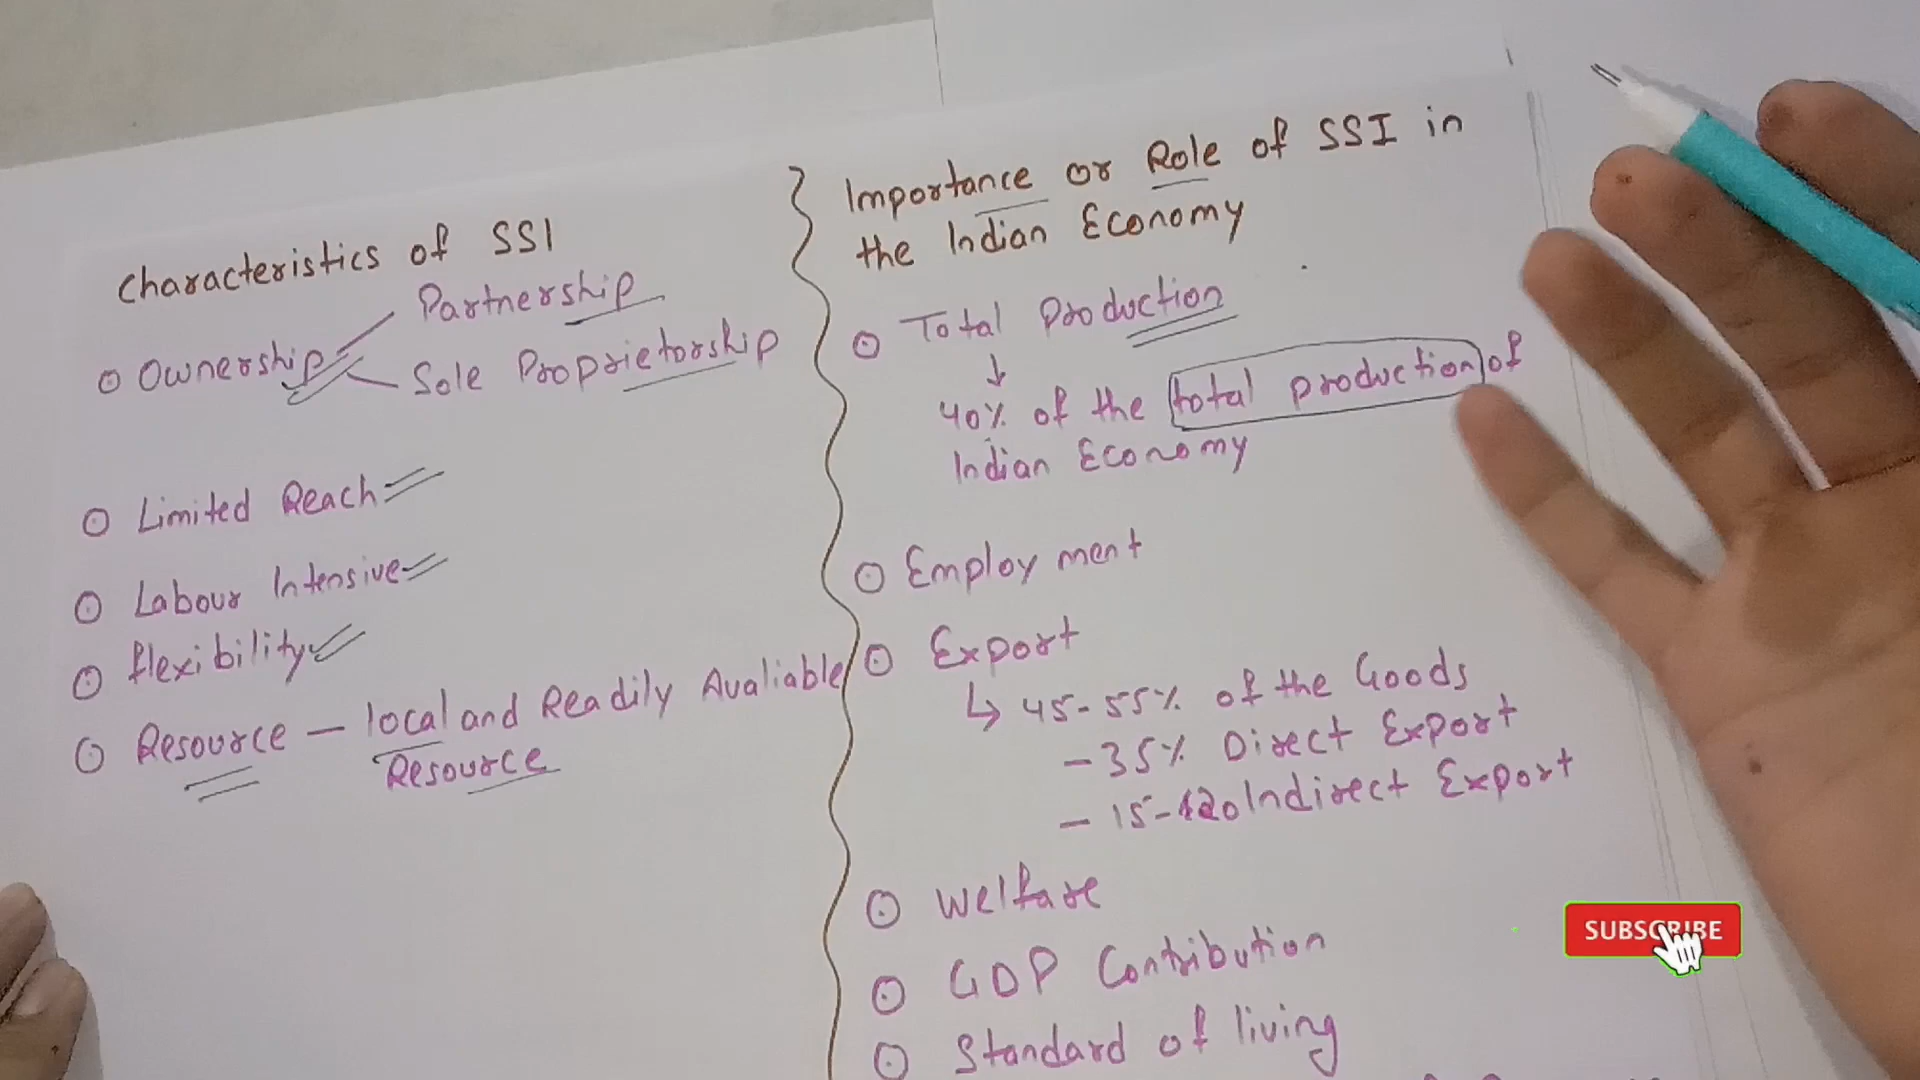 Characteristics of SSI
Ownership
Partnership
Sole Proprietorship
Limited Reach
Labour Intensive
flexibility
Resource — local and Readily Avaliable
Resource
Importance or Role of SSI in
the Indian Economy
Total Production
↓
40% of the total production of
Indian Economy
Employment
Export
↳ 45-55% of the Goods
- 35% Direct Export
- 15- Indirect Export
Welfare
GDP Contribution
Standard of living
SUBSCRIBE